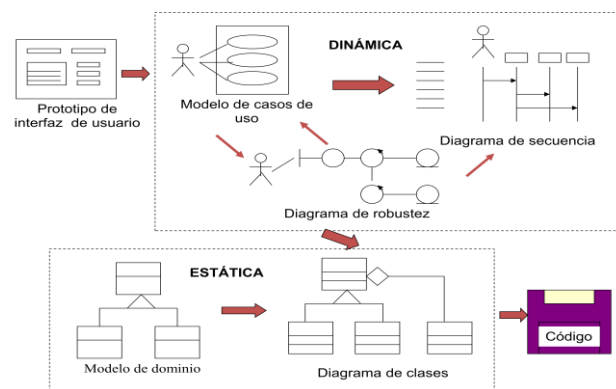 DINÁMICA
Prototipo de
interfaz de usuario
Modelo de casos de
uso
Diagrama de secuencia
Diagrama de robustez
ESTÁTICA
Modelo de dominio
Diagrama de clases
Código